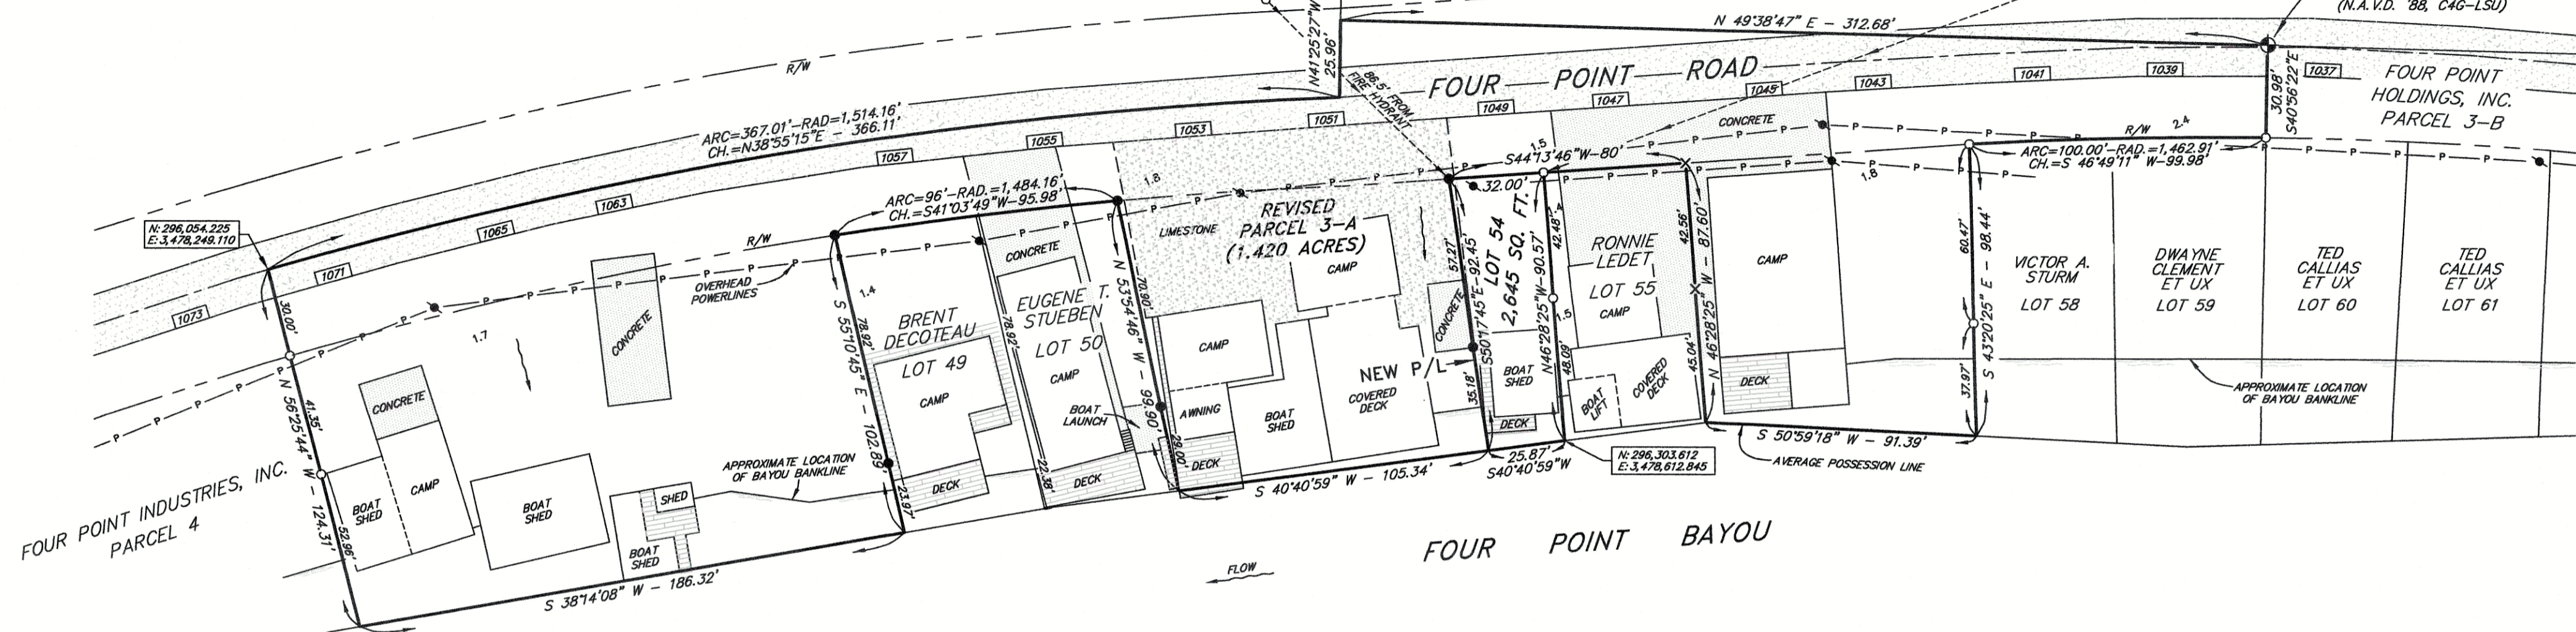 (N.A.V.D. '88, C4G-LSU)
N 49°38'47" E - 312.68'
N41°25'27"W
25.96'
R/W
FOUR POINT ROAD
86.5' FROM
FIRE HYDRANT
ARC=367.01'-RAD=1,514.16'
CH.=N38°55'15"E - 366.11'
1073
1071
1065
1063
1057
1055
1053
1051
1049
1047
1045
1043
1041
1039
1037
30.98'
S40°56'22"E
FOUR POINT
HOLDINGS, INC.
PARCEL 3-B
N: 296,054.225
E: 3,478,249.110
R/W
ARC=96'-RAD.=1,484.16'
CH.=S41°03'49"W-95.98'
1.8
1.5
S44°13'46"W-80'
32.00'
CONCRETE
1.8
R/W
2.4
ARC=100.00'-RAD.=1,462.91'
CH.=S 46°49'11" W-99.98'
OVERHEAD
POWERLINES
1.7
1.4
CONCRETE
CONCRETE
30.00'
N 56°25'44" W - 124.31'
41.35'
52.96'
CONCRETE
CAMP
BOAT
SHED
BOAT
SHED
SHED
BOAT
SHED
S 55°10'45" E - 102.89'
78.92'
23.97'
BRENT
DECOTEAU
LOT 49
CAMP
DECK
78.92'
22.38'
EUGENE T.
STUEBEN
LOT 50
CAMP
BOAT
LAUNCH
DECK
N 53°54'46" W - 99.90'
70.90'
29.00'
LIMESTONE
REVISED
PARCEL 3-A
(1.420 ACRES)
CAMP
CAMP
AWNING
DECK
BOAT
SHED
COVERED
DECK
CONCRETE
NEW P/L
57.27'
35.18'
S50°17'45"E-92.45'
LOT 54
2,645 SQ. FT.
BOAT
SHED
DECK
N46°28'25"W-90.57'
42.48'
48.09'
1.5
RONNIE
LEDET
LOT 55
CAMP
BOAT
LIFT
COVERED
DECK
42.56'
45.04'
N 46°28'25" W - 87.60'
CAMP
DECK
60.47'
37.97'
S 43°20'25" E - 98.44'
VICTOR A.
STURM
LOT 58
DWAYNE
CLEMENT
ET UX
LOT 59
TED
CALLIAS
ET UX
LOT 60
TED
CALLIAS
ET UX
LOT 61
APPROXIMATE LOCATION
OF BAYOU BANKLINE
APPROXIMATE LOCATION
OF BAYOU BANKLINE
FOUR POINT INDUSTRIES, INC.
PARCEL 4
S 38°14'08" W - 186.32'
S 40°40'59" W - 105.34'
25.87'
S40°40'59"W
N: 296,303.612
E: 3,478,612.845
S 50°59'18" W - 91.39'
AVERAGE POSSESSION LINE
FOUR POINT BAYOU
FLOW